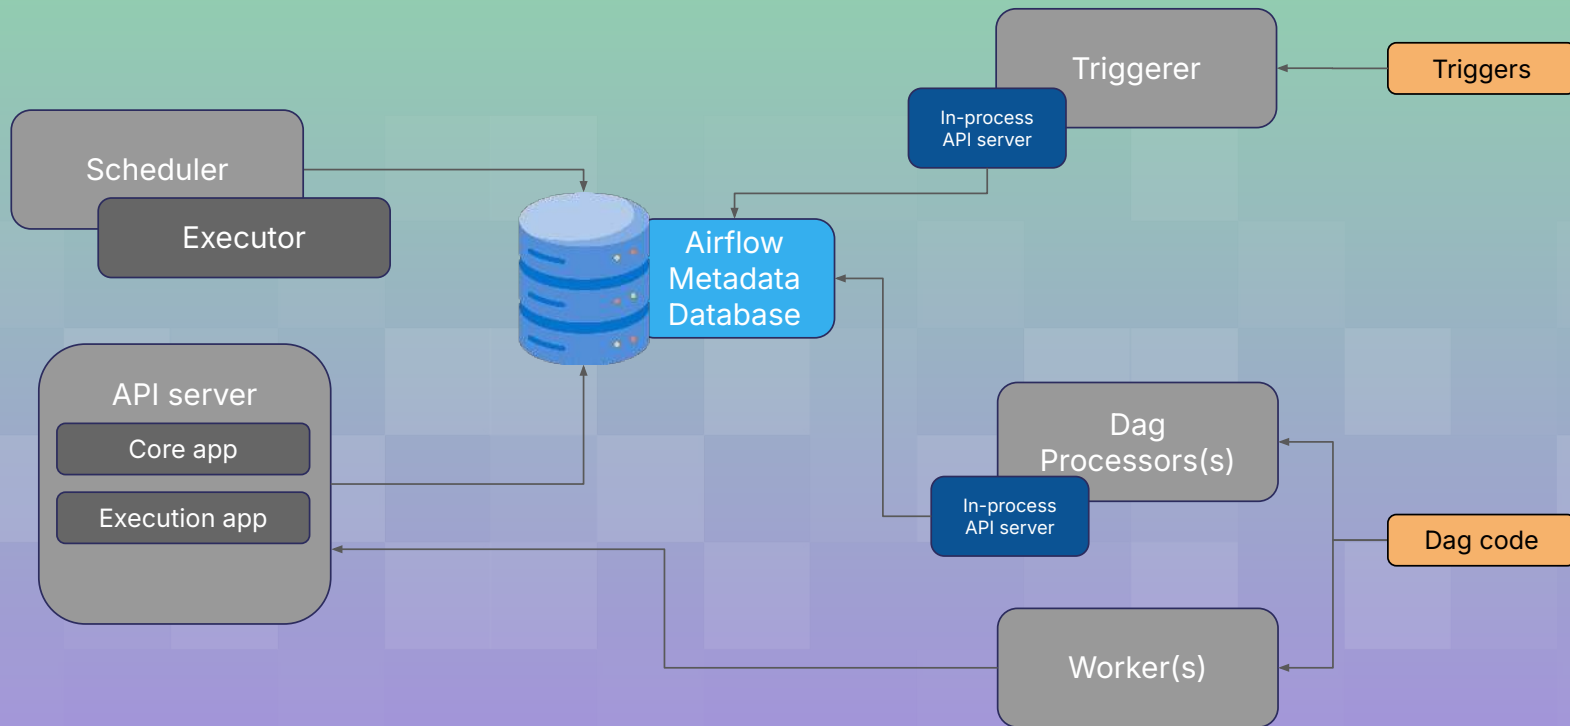 Triggerer
In-process
API server
Triggers
Scheduler
Executor
Airflow
Metadata
Database
API server
Core app
Execution app
Dag
Processors(s)
In-process
API server
Dag code
Worker(s)